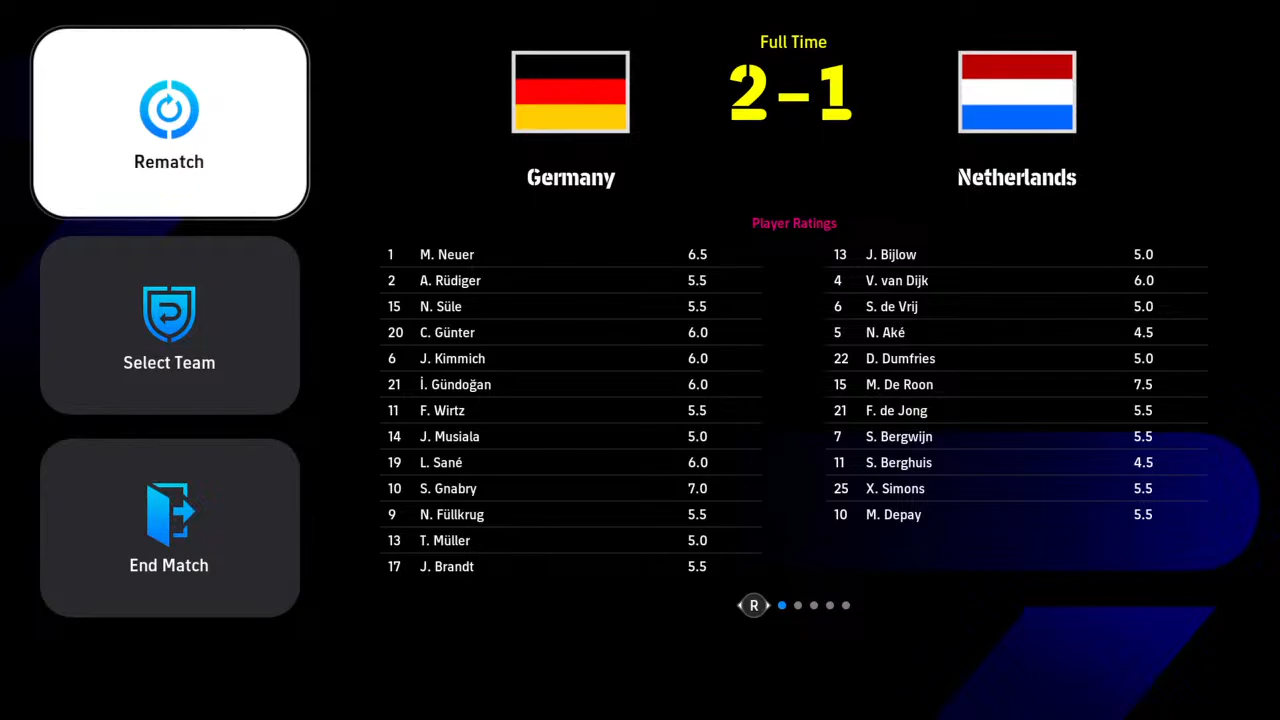 Rematch
Select Team
End Match
Full Time
2-1
Germany
Netherlands
Player Ratings
1 M. Neuer 6.5
2 A. Rüdiger 5.5
15 N. Süle 5.5
20 C. Günter 6.0
6 J. Kimmich 6.0
21 İ. Gündoğan 6.0
11 F. Wirtz 5.5
14 J. Musiala 5.0
19 L. Sané 6.0
10 S. Gnabry 7.0
9 N. Füllkrug 5.5
13 T. Müller 5.0
17 J. Brandt 5.5
13 J. Bijlow 5.0
4 V. van Dijk 6.0
6 S. de Vrij 5.0
5 N. Aké 4.5
22 D. Dumfries 5.0
15 M. De Roon 7.5
21 F. de Jong 5.5
7 S. Bergwijn 5.5
11 S. Berghuis 4.5
25 X. Simons 5.5
10 M. Depay 5.5
R